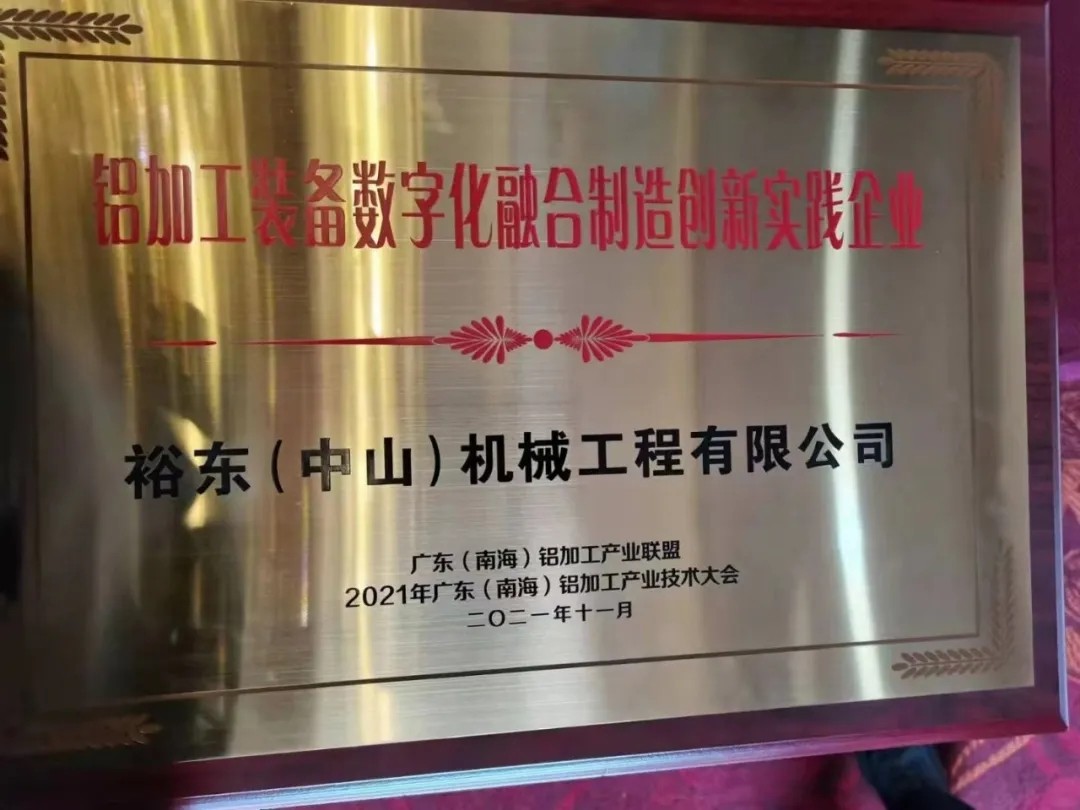 铝加工装备数字化融合制造创新实践企业
裕东（中山）机械工程有限公司
广东（南海）铝加工产业联盟
2021年广东（南海）铝加工产业技术大会
二〇二一年十一月